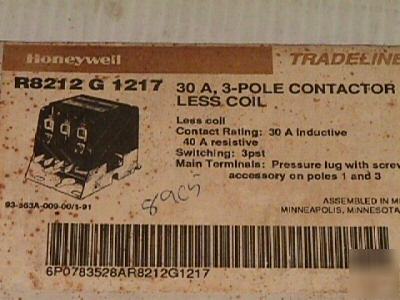 Honeywell
TRADELINE
R8212 G 1217
30 A, 3-POLE CONTACTOR
LESS COIL
Less coil
Contact Rating: 30 A Inductive
40 A resistive
Switching: 3pst
Main Terminals: Pressure lug with screw
accessory on poles 1 and 3
ASSEMBLED IN
MINNEAPOLIS, MINNESOTA
6P0783528AR8212G1217